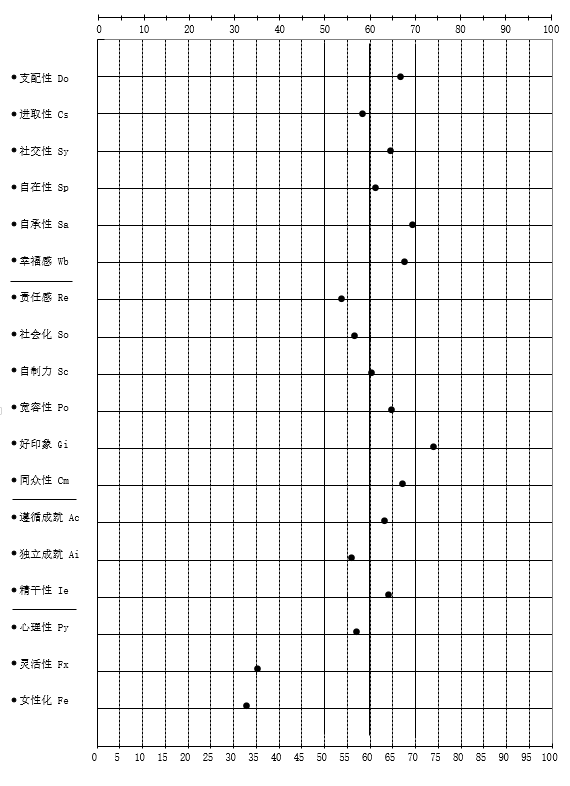 0 10 20 30 40 50 60 70 80 90 100
支配性 Do
进取性 Cs
社交性 Sy
自在性 Sp
自承性 Sa
幸福感 Wb
责任感 Re
社会化 So
自制力 Sc
宽容性 Po
好印象 Gi
同众性 Cm
遵循成就 Ac
独立成就 Ai
精干性 Ie
心理性 Py
灵活性 Fx
女性化 Fe
0 5 10 15 20 25 30 35 40 45 50 55 60 65 70 75 80 85 90 95 100